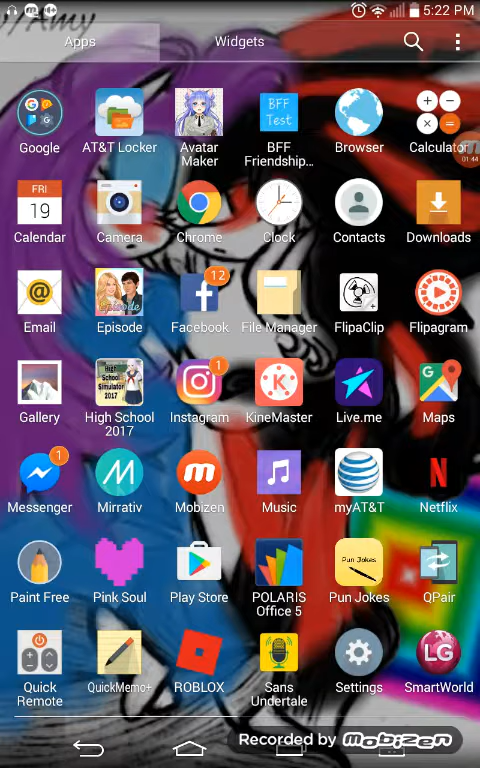 y/Amy
5:22 PM
Apps Widgets
Google AT&T Locker Avatar Maker BFF Test BFF Friendship... Browser Calculator
01:44
FRI
19
Calendar Camera Chrome Clock Contacts Downloads
Episode
12
Email Episode Facebook File Manager FlipaClip Flipagram
High School Simulator 2017
1
Gallery High School 2017 Instagram KineMaster Live.me Maps
1
Messenger Mirrativ Mobizen Music myAT&T Netflix
Pun Jokes
Paint Free Pink Soul Play Store POLARIS Office 5 Pun Jokes QPair
LG
Quick Remote QuickMemo+ ROBLOX Sans Undertale Settings SmartWorld
Recorded by mobizen